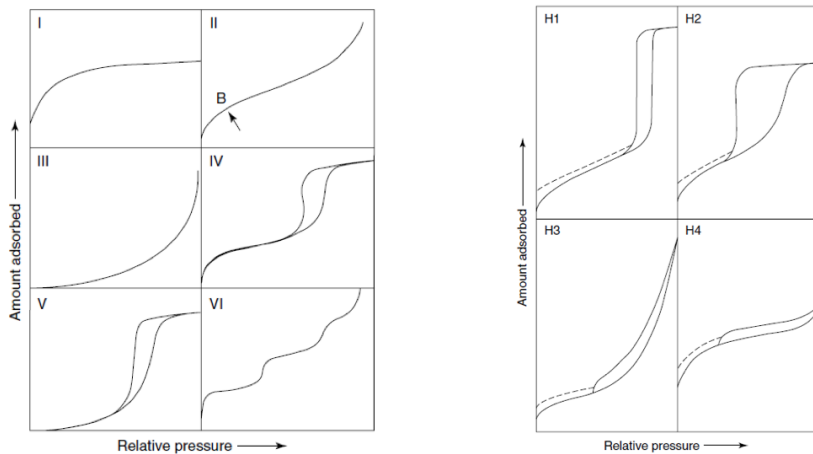 I
II
B
III
IV
V
VI
Amount adsorbed
Relative pressure
H1
H2
H3
H4
Amount adsorbed
Relative pressure